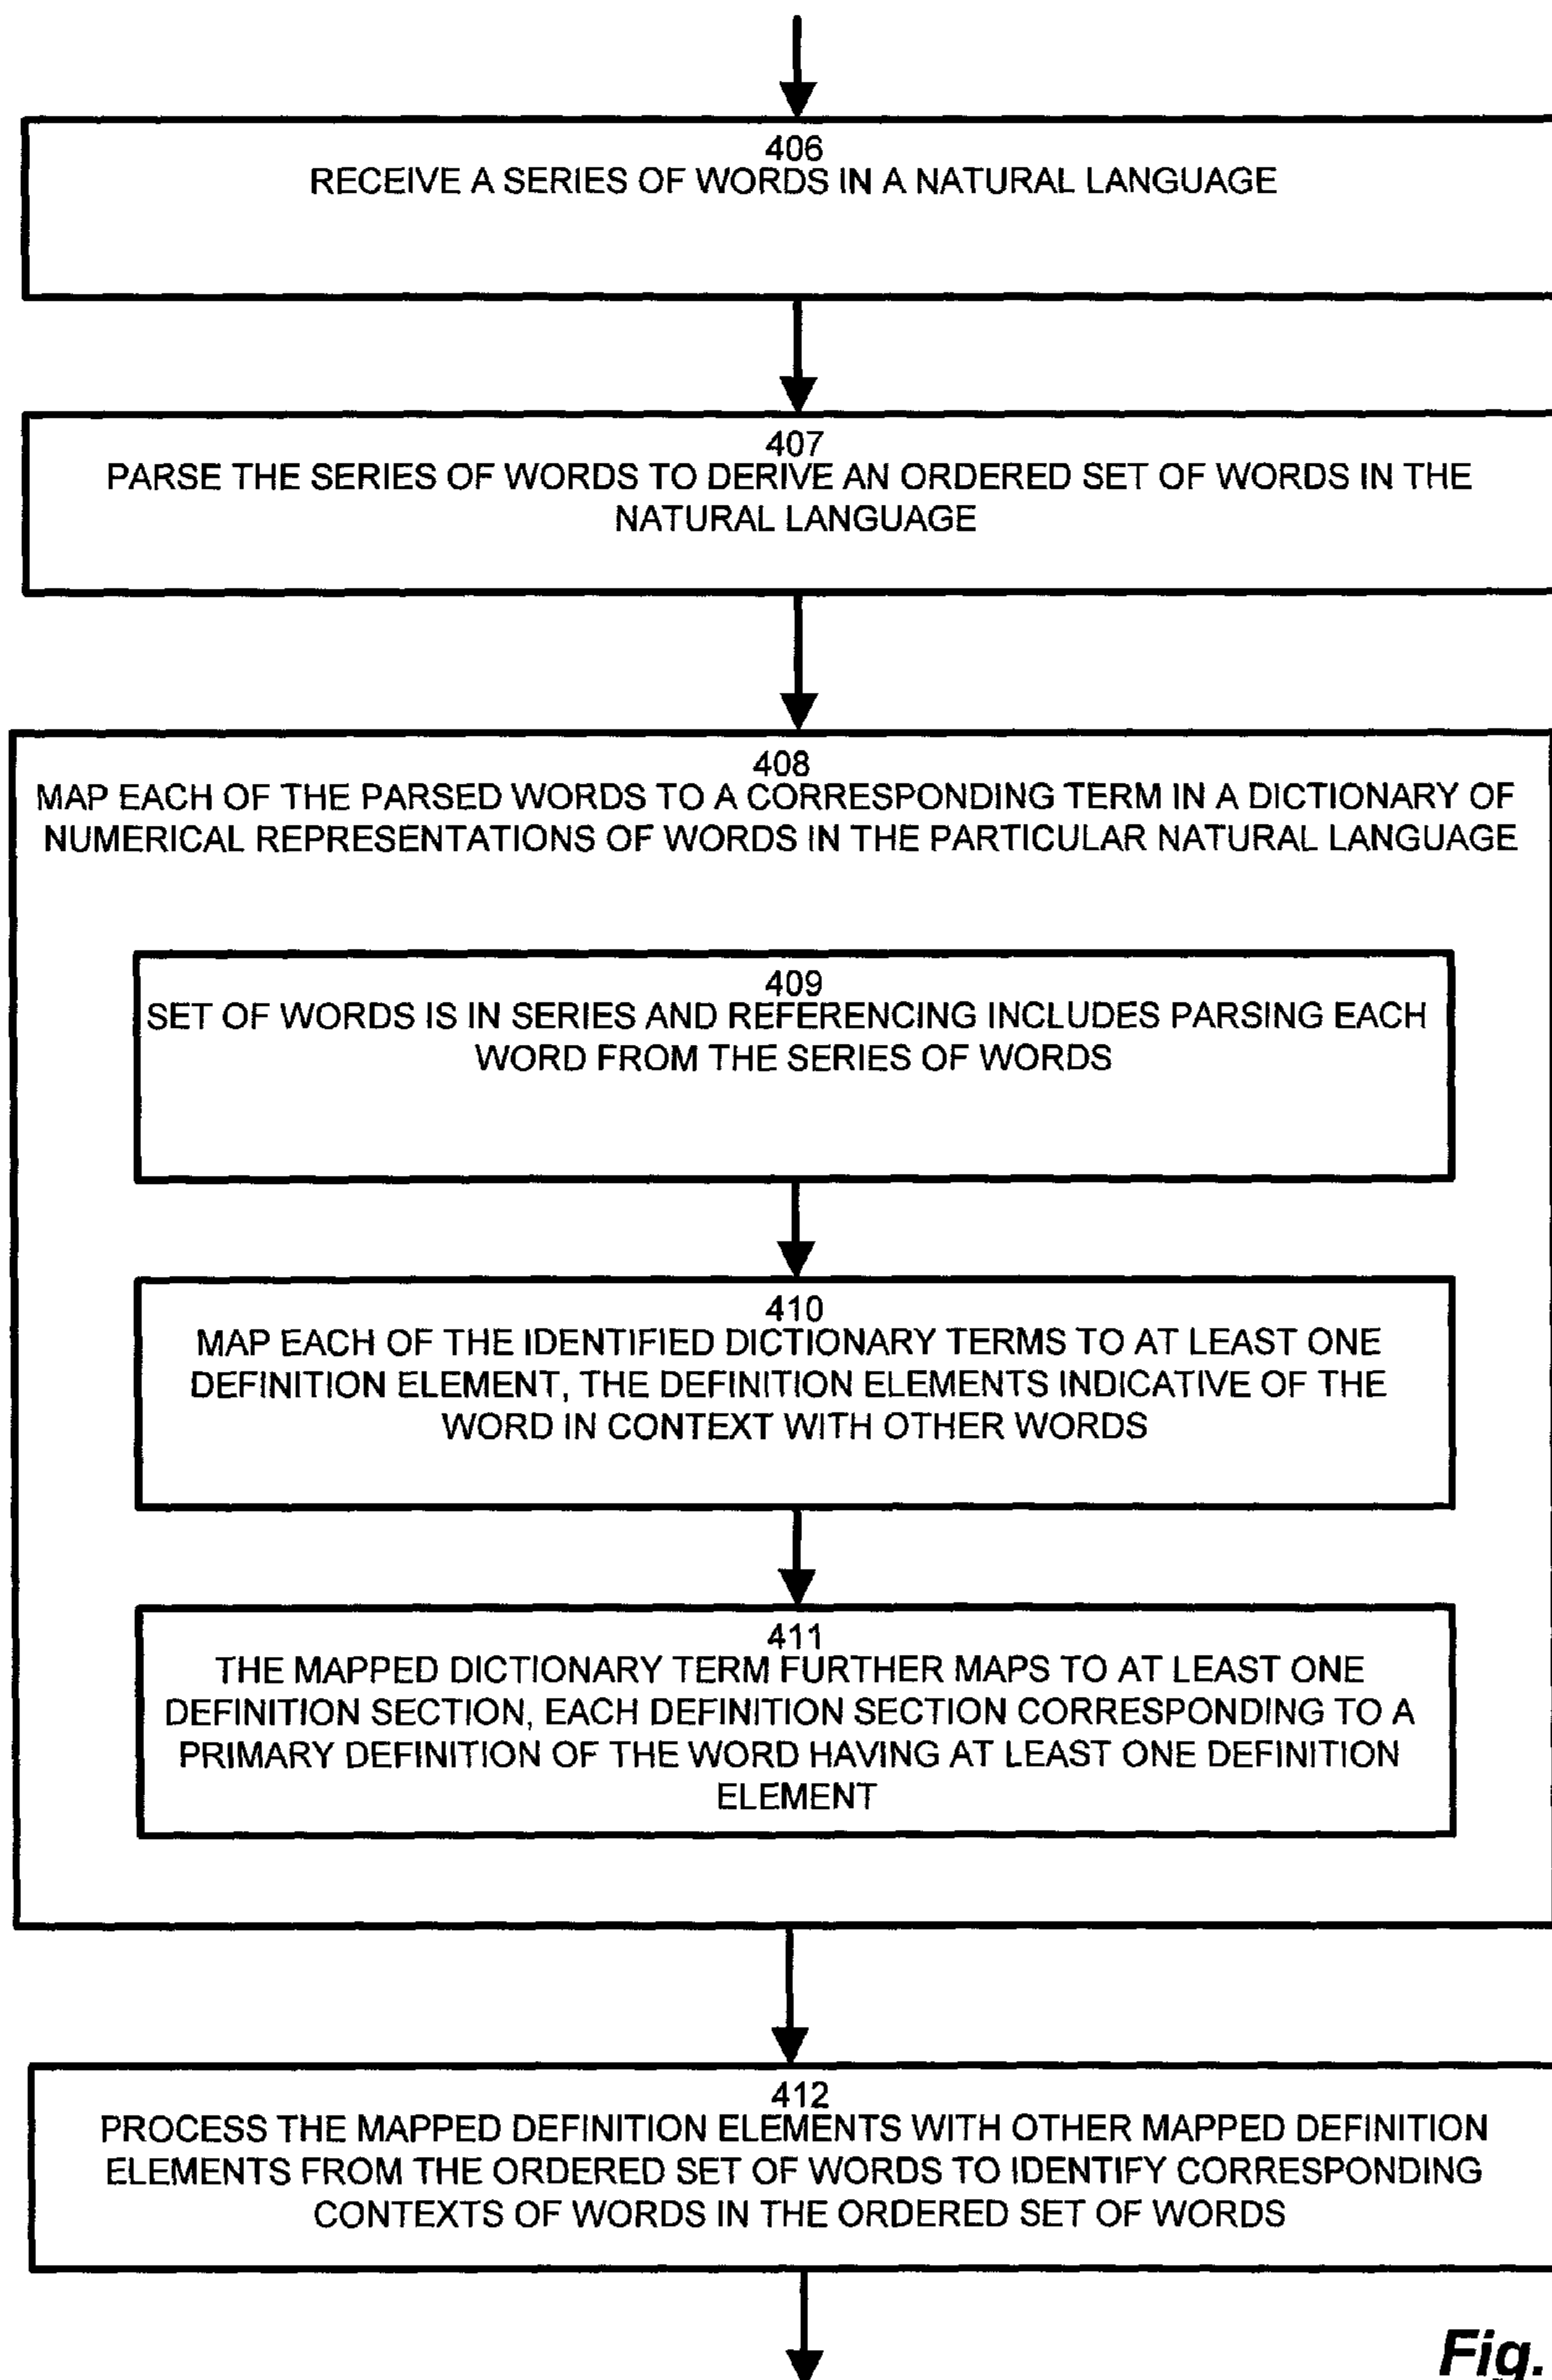 406
RECEIVE A SERIES OF WORDS IN A NATURAL LANGUAGE
407
PARSE THE SERIES OF WORDS TO DERIVE AN ORDERED SET OF WORDS IN THE
NATURAL LANGUAGE
408
MAP EACH OF THE PARSED WORDS TO A CORRESPONDING TERM IN A DICTIONARY OF
NUMERICAL REPRESENTATIONS OF WORDS IN THE PARTICULAR NATURAL LANGUAGE
409
SET OF WORDS IS IN SERIES AND REFERENCING INCLUDES PARSING EACH
WORD FROM THE SERIES OF WORDS
410
MAP EACH OF THE IDENTIFIED DICTIONARY TERMS TO AT LEAST ONE
DEFINITION ELEMENT, THE DEFINITION ELEMENTS INDICATIVE OF THE
WORD IN CONTEXT WITH OTHER WORDS
411
THE MAPPED DICTIONARY TERM FURTHER MAPS TO AT LEAST ONE
DEFINITION SECTION, EACH DEFINITION SECTION CORRESPONDING TO A
PRIMARY DEFINITION OF THE WORD HAVING AT LEAST ONE DEFINITION
ELEMENT
412
PROCESS THE MAPPED DEFINITION ELEMENTS WITH OTHER MAPPED DEFINITION
ELEMENTS FROM THE ORDERED SET OF WORDS TO IDENTIFY CORRESPONDING
CONTEXTS OF WORDS IN THE ORDERED SET OF WORDS
Fig.